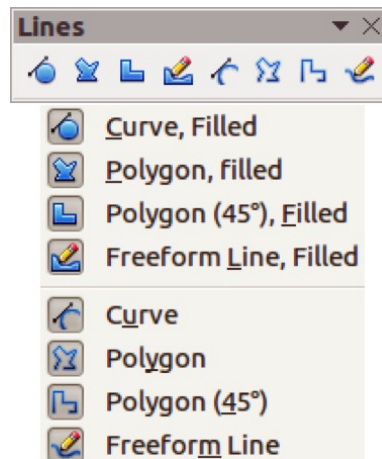 Lines
Curve, Filled
Polygon, filled
Polygon (45°), Filled
Freeform Line, Filled
Curve
Polygon
Polygon (45°)
Freeform Line